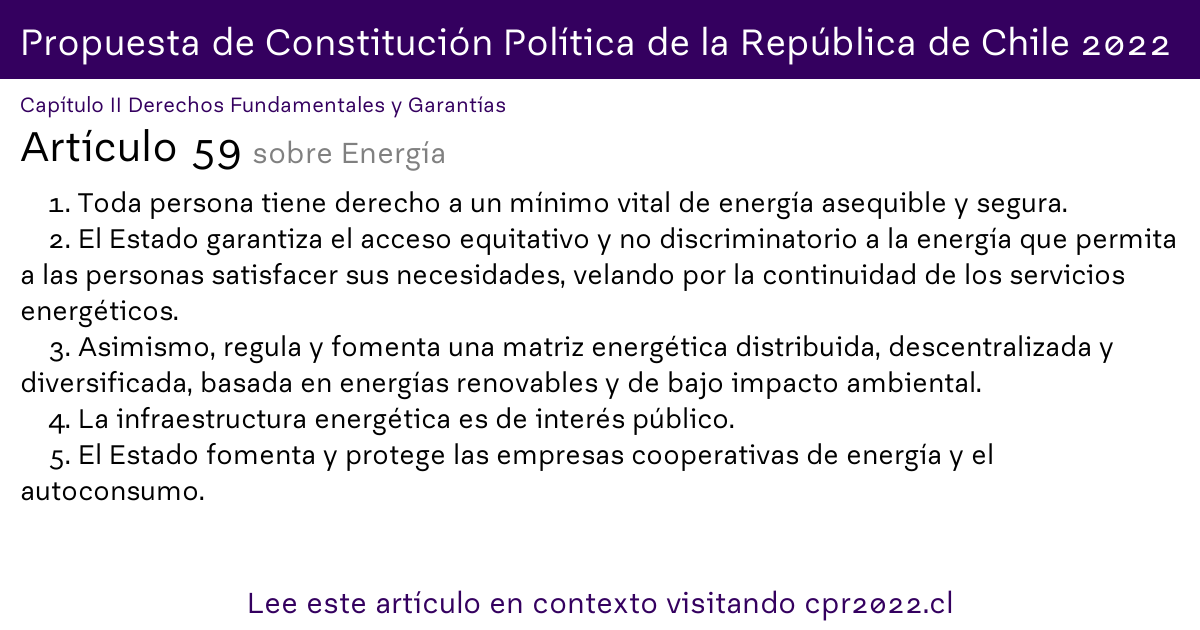 Propuesta de Constitución Política de la República de Chile 2022
Capítulo II Derechos Fundamentales y Garantías
Artículo 59 sobre Energía
1. Toda persona tiene derecho a un mínimo vital de energía asequible y segura.
2. El Estado garantiza el acceso equitativo y no discriminatorio a la energía que permita
a las personas satisfacer sus necesidades, velando por la continuidad de los servicios
energéticos.
3. Asimismo, regula y fomenta una matriz energética distribuida, descentralizada y
diversificada, basada en energías renovables y de bajo impacto ambiental.
4. La infraestructura energética es de interés público.
5. El Estado fomenta y protege las empresas cooperativas de energía y el
autoconsumo.
Lee este artículo en contexto visitando cpr2022.cl